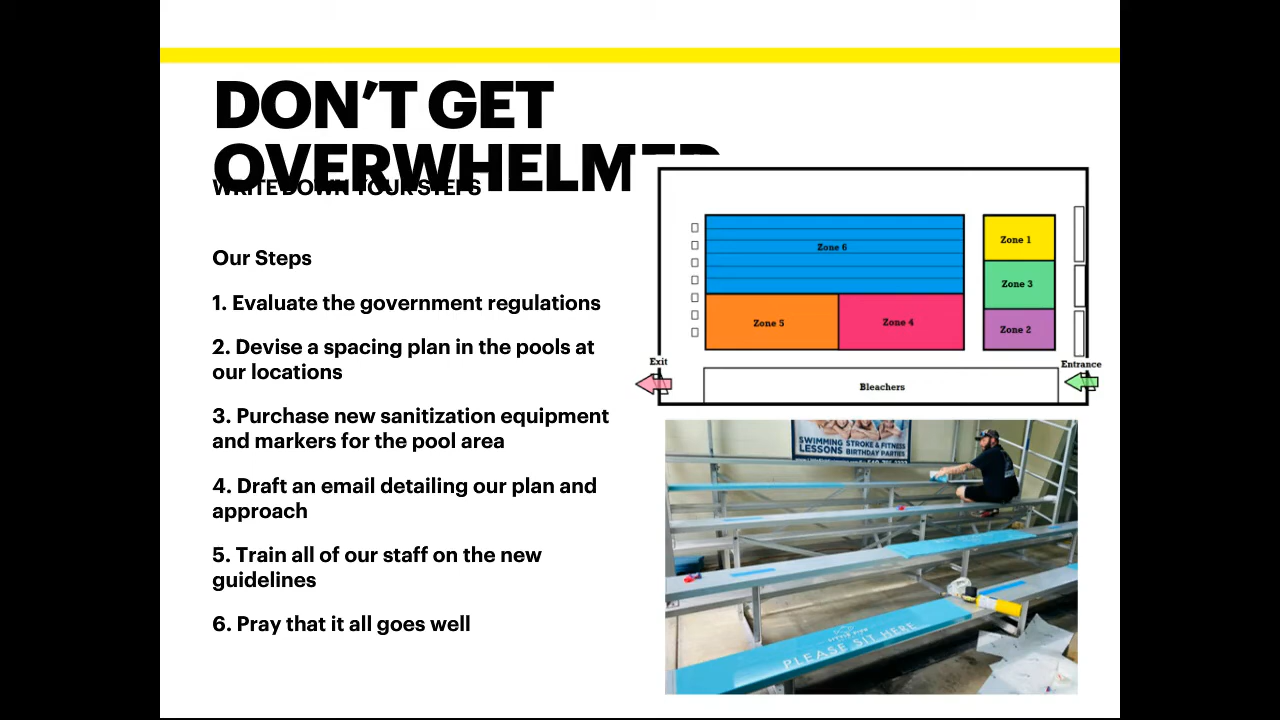 DON'T GET
OVERWHELMED
WRITE DOWN YOUR STEPS
Our Steps
1. Evaluate the government regulations
2. Devise a spacing plan in the pools at
our locations
3. Purchase new sanitization equipment
and markers for the pool area
4. Draft an email detailing our plan and
approach
5. Train all of our staff on the new
guidelines
6. Pray that it all goes well
Zone 6
Zone 1
Zone 3
Zone 5
Zone 4
Zone 2
Exit
Entrance
Bleachers
SWIMMING
LESSONS
STROKE & FITNESS
BIRTHDAY PARTIES
PLEASE SIT HERE